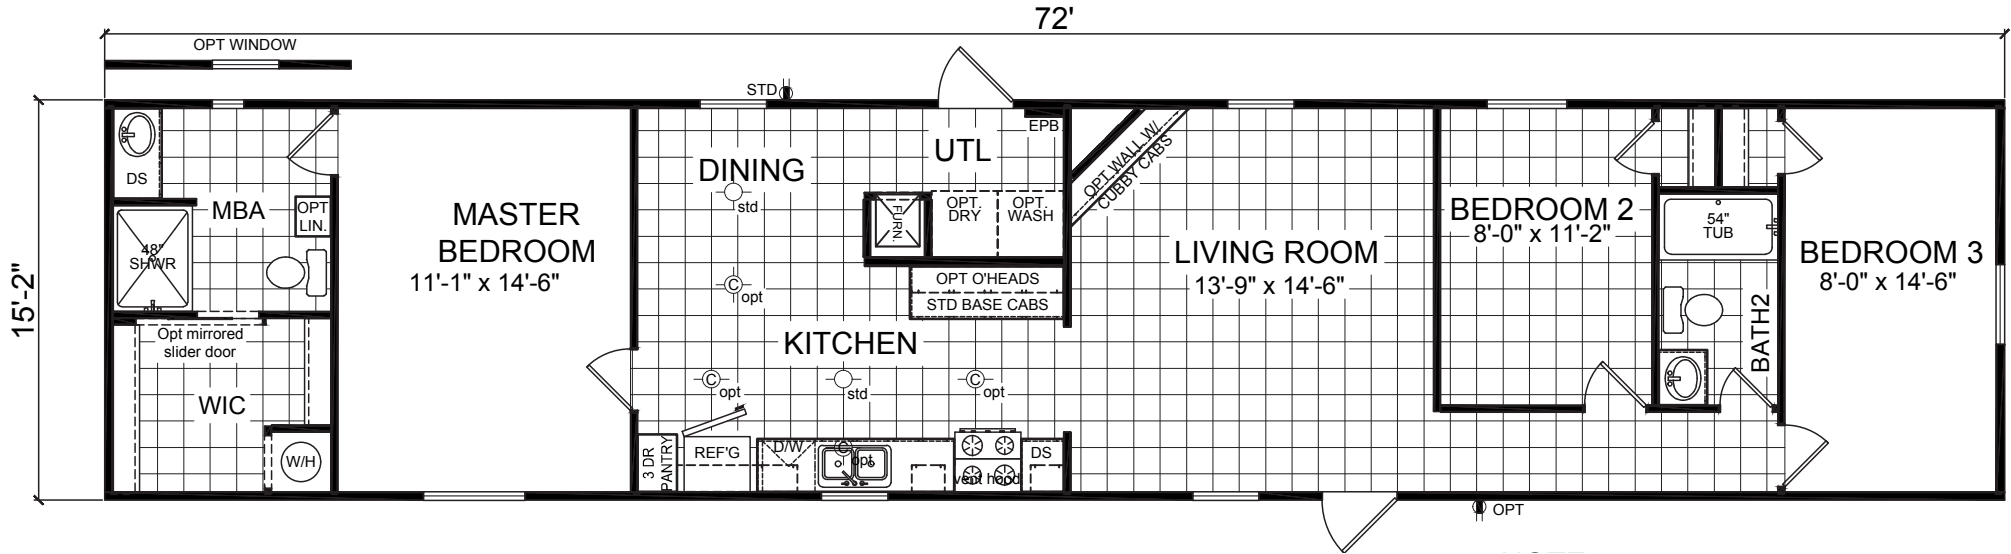 72'
OPT WINDOW
STD
15'-2"
DS
MBA
OPT
LIN.
48"
SHWR
Opt mirrored
slider door
WIC
W/H
MASTER
BEDROOM
11'-1" x 14'-6"
DINING
std
C
opt
UTL
EPB
FURN.
OPT.
DRY
OPT.
WASH
OPT O'HEADS
STD BASE CABS
KITCHEN
C
opt
std
C
opt
3 DR
PANTRY
REF'G
D/W
C
opt
vent hood
DS
OPT WALL W/
CUBBY CABS
LIVING ROOM
13'-9" x 14'-6"
OPT
BEDROOM 2
8'-0" x 11'-2"
54"
TUB
BATH2
BEDROOM 3
8'-0" x 14'-6"